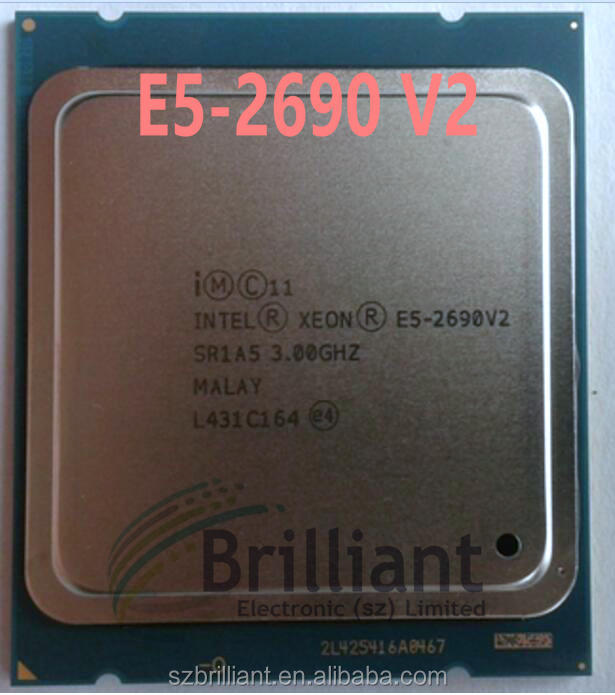 E5-2690 V2
i Ⓜ Ⓒ 11
INTEL® XEON® E5-2690V2
SR1A5 3.00GHZ
MALAY
L431C164 e4
Brilliant
Electronic (sz) Limited
2L425416A0467
szbrilliant.en.alibaba.com